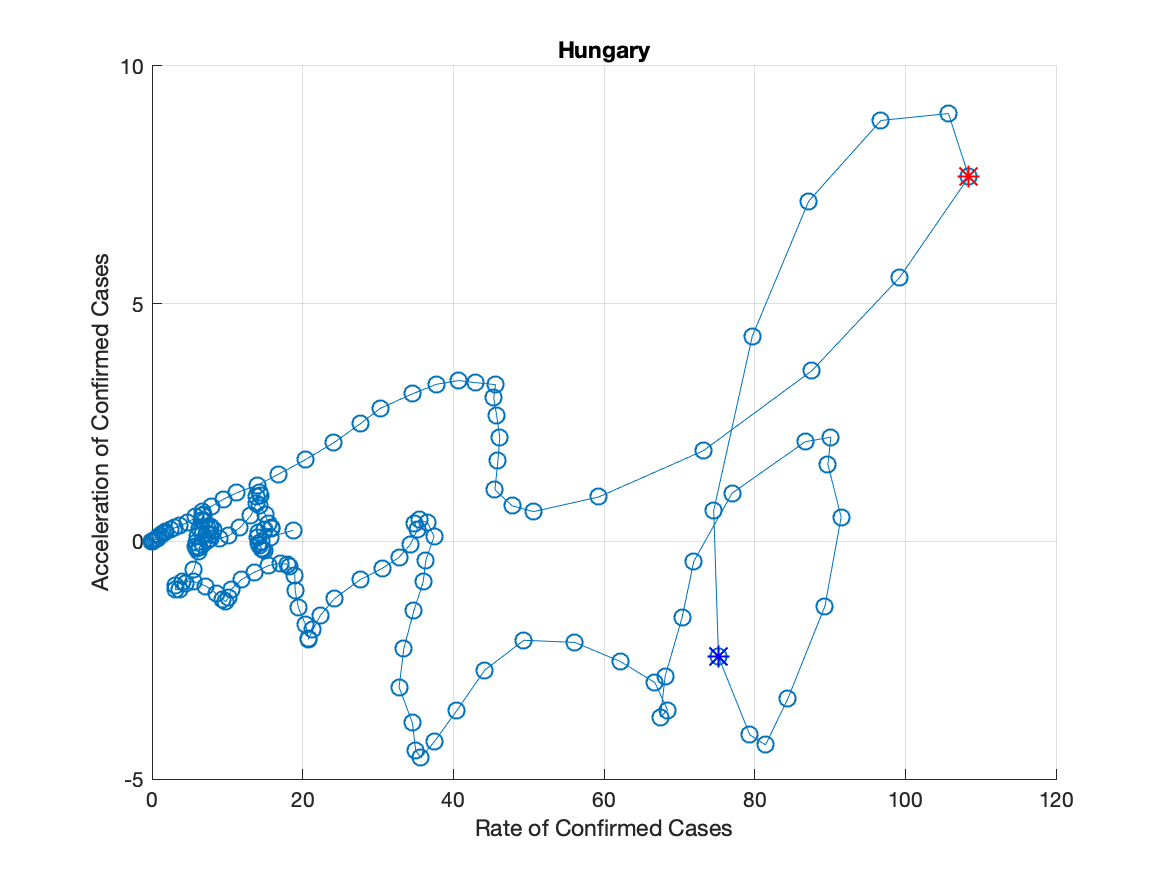 Hungary
10
5
0
-5
Acceleration of Confirmed Cases
0 20 40 60 80 100 120
Rate of Confirmed Cases